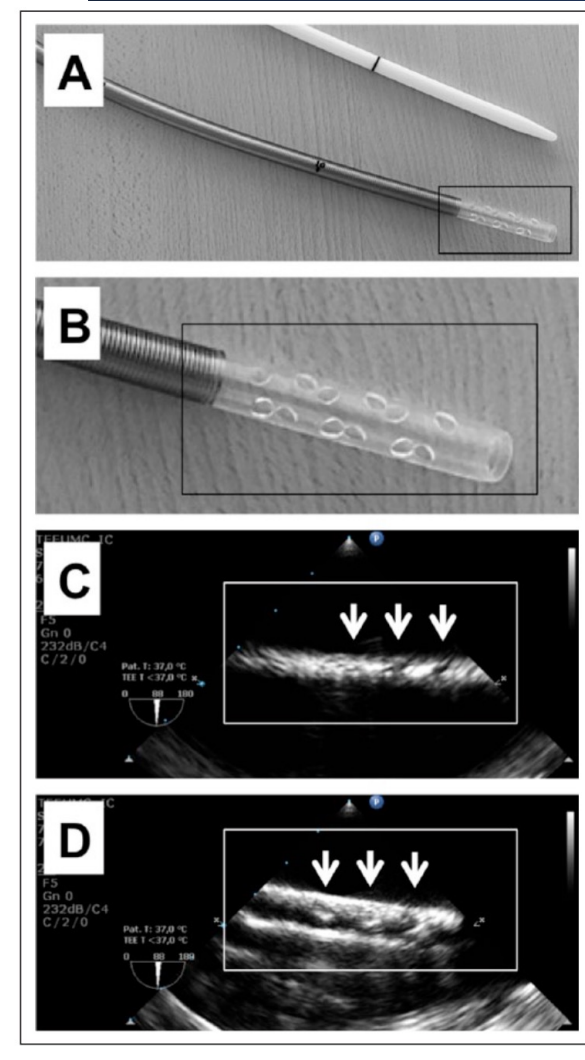 A
B
C
F5
Gn 0
232dB/C4
C/2/0
Pat. T: 37,0 °C
TEE T <37,0 °C
0 88 180
P
x
x
D
F5
Gn 0
232dB/C4
C/2/0
Pat. T: 37,0 °C
TEE T <37,0 °C
0 88 180
P
x
x